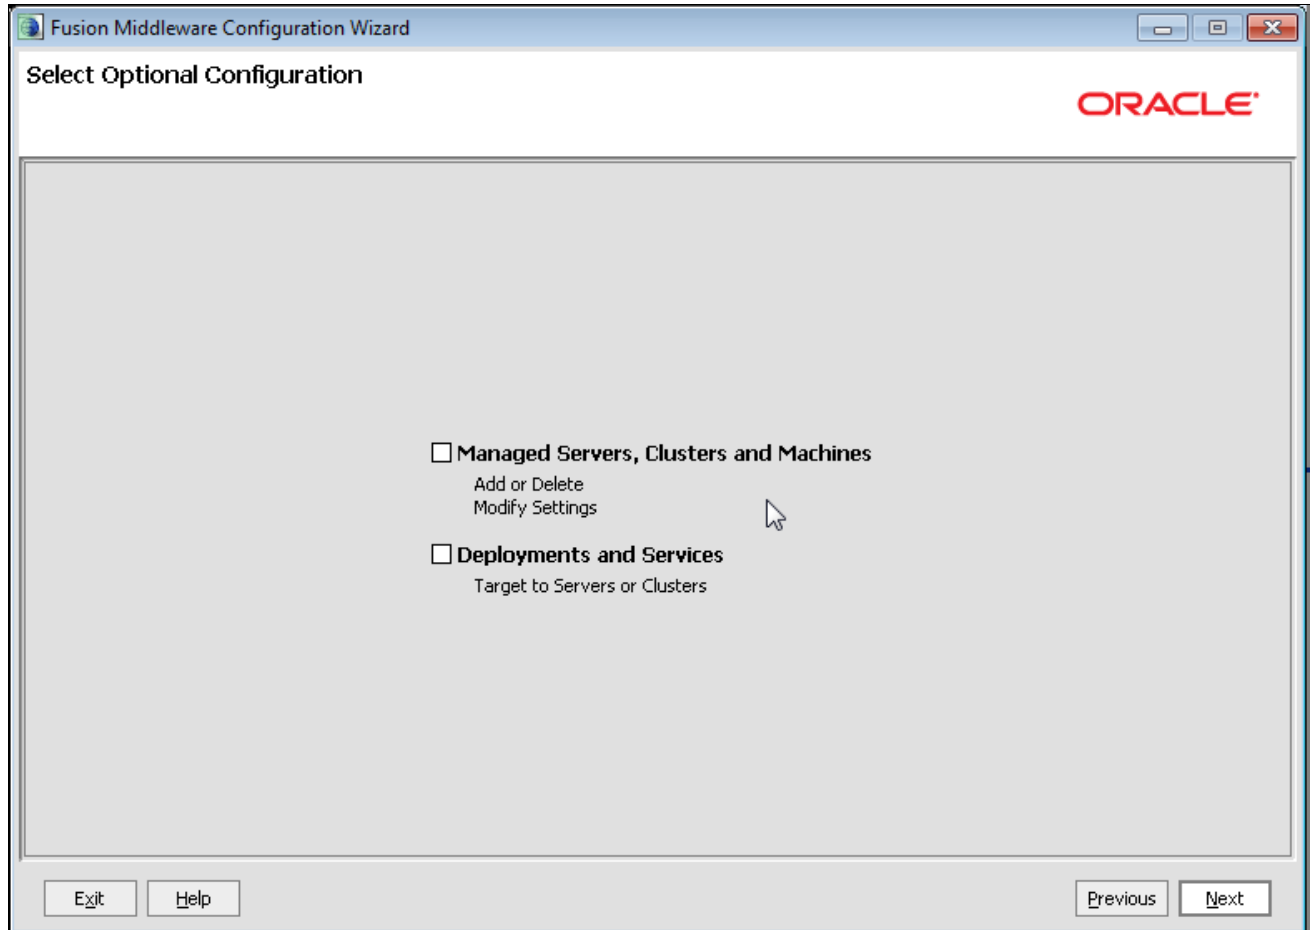 Fusion Middleware Configuration Wizard
Select Optional Configuration
ORACLE
Managed Servers, Clusters and Machines
Add or Delete
Modify Settings
Deployments and Services
Target to Servers or Clusters
Exit
Help
Previous
Next